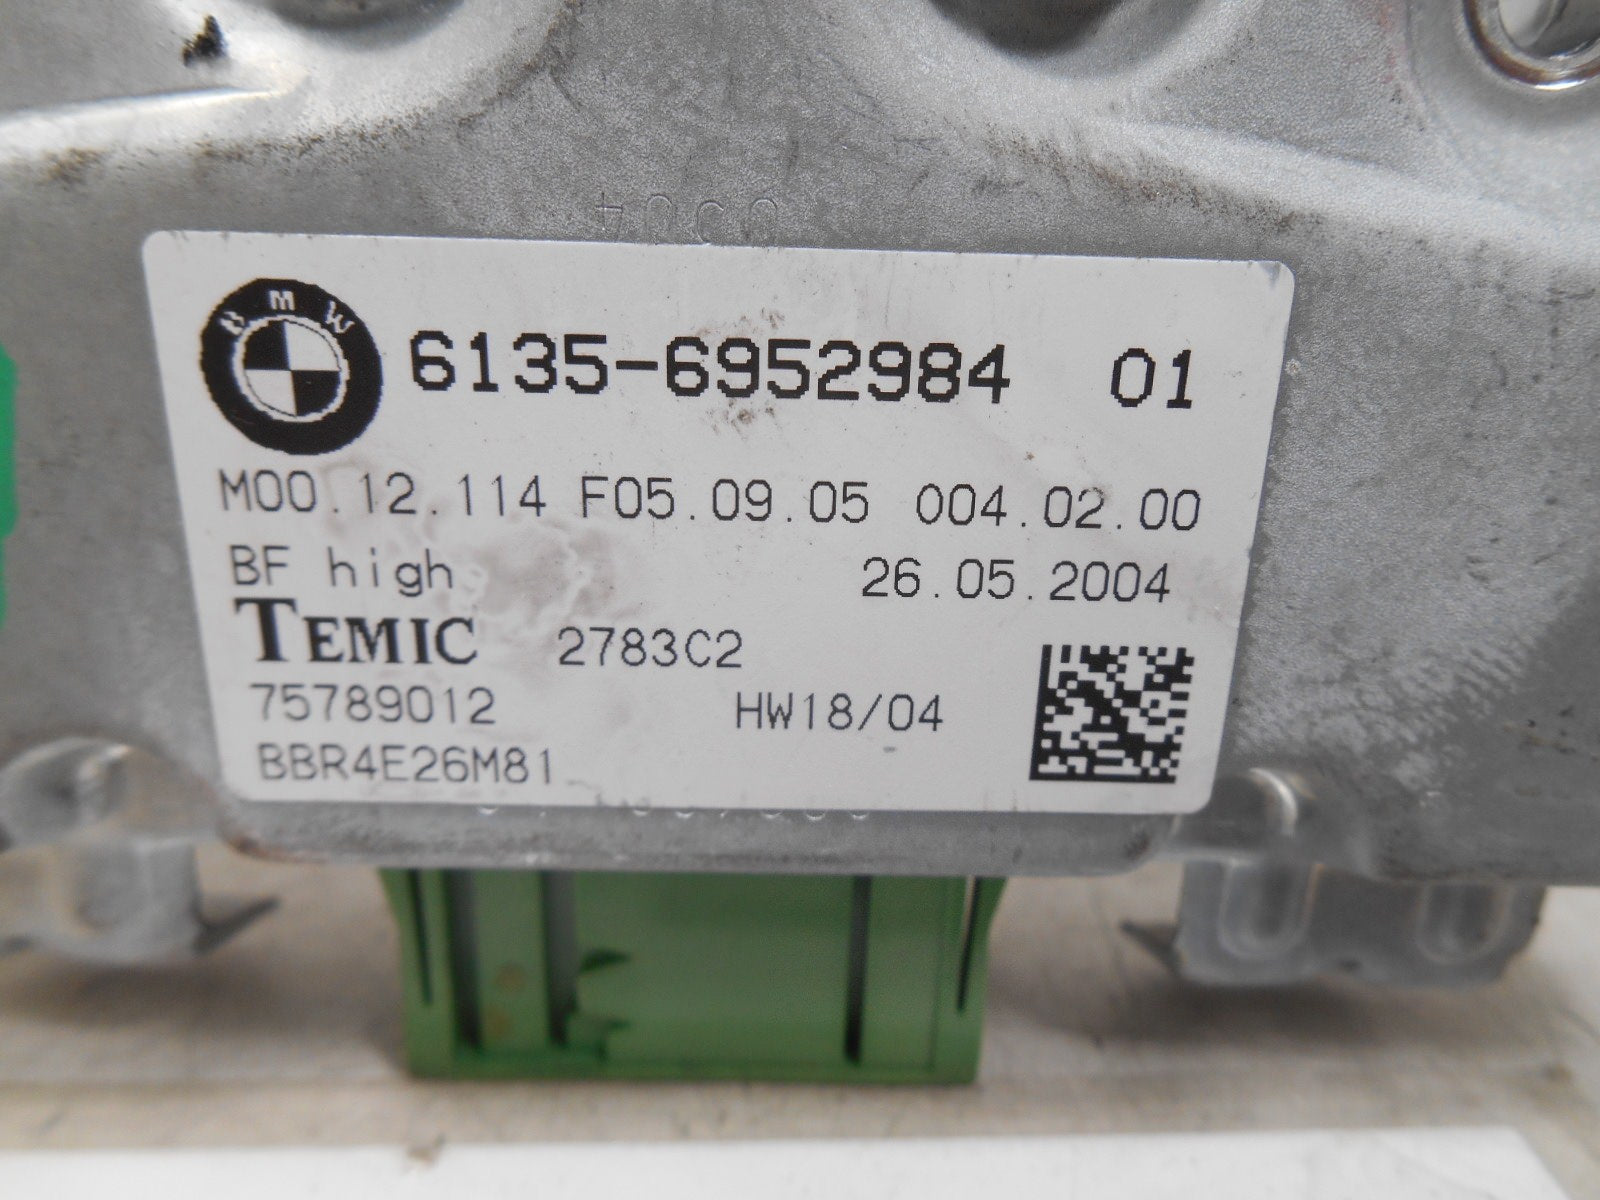 BMW
6135-6952984 01
M00.12.114 F05.09.05 004.02.00
BF high 26.05.2004
TEMIC 2783C2
75789012 HW18/04
BBR4E26M81